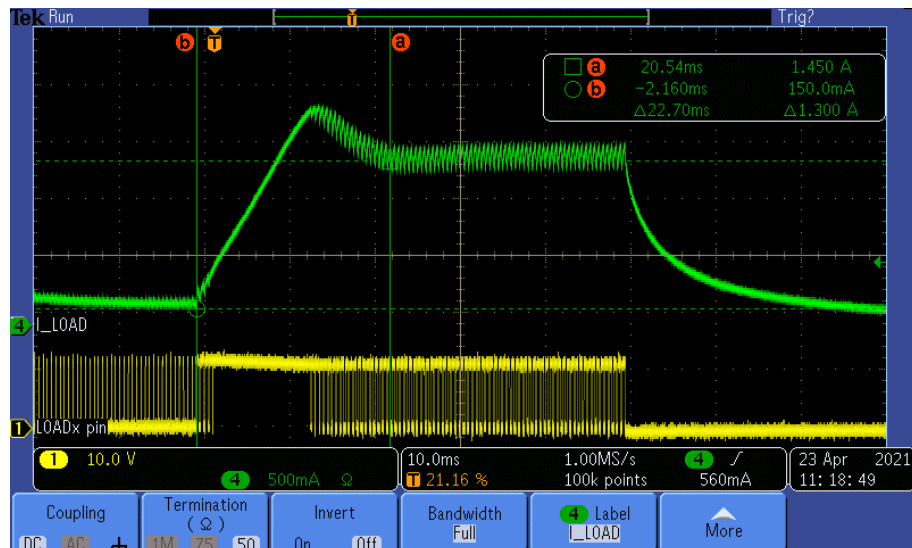 Tek Run Trig?
b T a
T
a 20.54ms 1.450 A
b -2.160ms 150.0mA
Δ22.70ms Δ1.300 A
4 I_LOAD
1 LOADx pin
1 10.0 V
4 500mA Ω
10.0ms
T 21.16 %
1.00MS/s
100k points
4
560mA
23 Apr 2021
11:18:49
Coupling
DC AC
Termination
(Ω)
1M 75 50
Invert
On Off
Bandwidth
Full
4 Label
I_LOAD
More